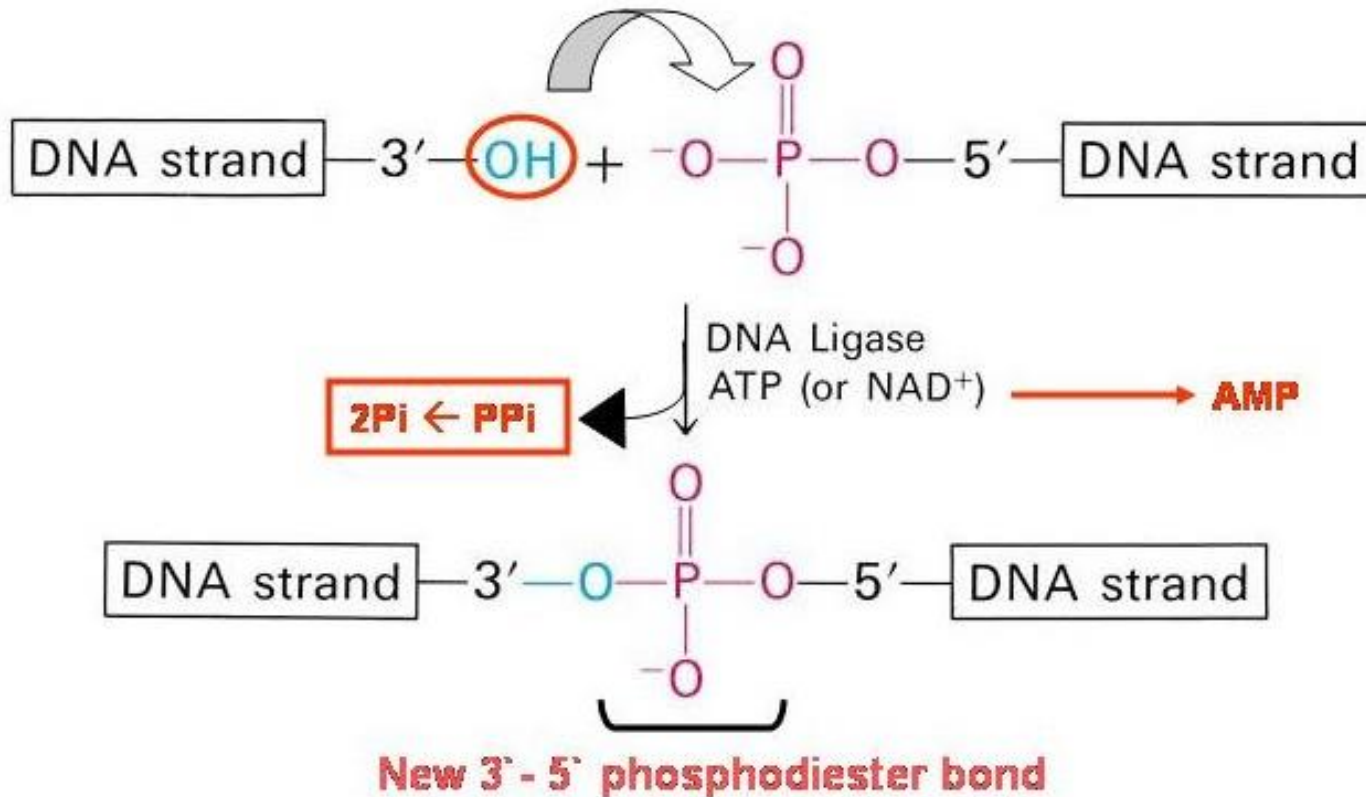 O
DNA strand 3′ OH + ⁻O P O 5′ DNA strand
⁻O
DNA Ligase
ATP (or NAD⁺) AMP
2Pi ← PPi
O
DNA strand 3′ O P O 5′ DNA strand
⁻O
New 3` - 5` phosphodiester bond